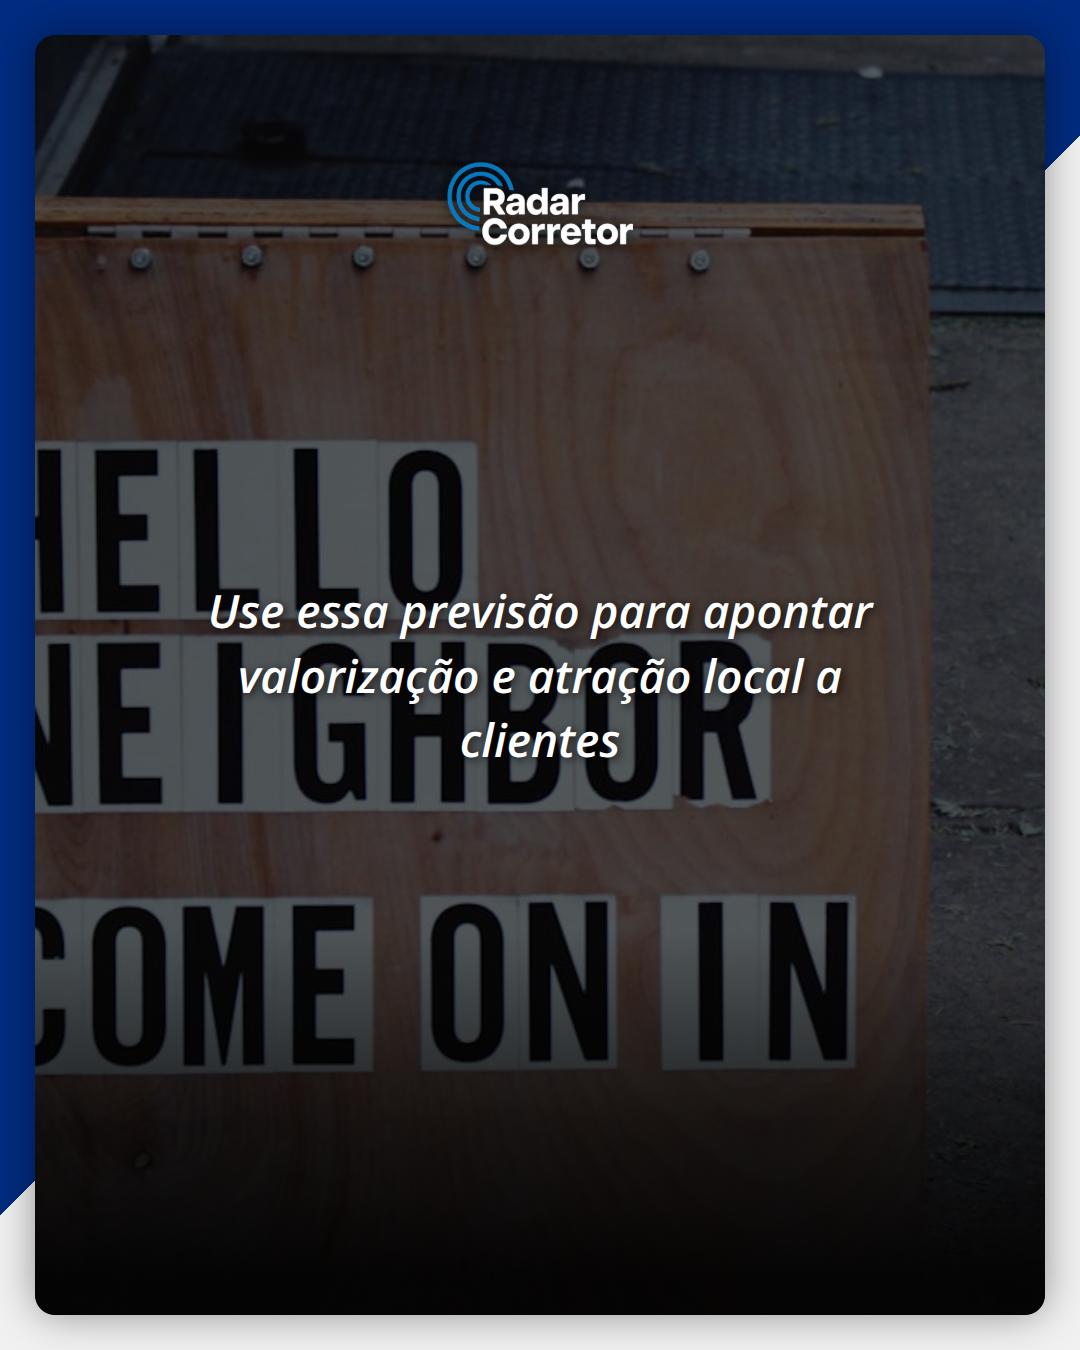 Radar
Corretor
HELLO
Use essa previsão para apontar
valorização e atração local a
clientes
NEIGHBOR
COME ON IN